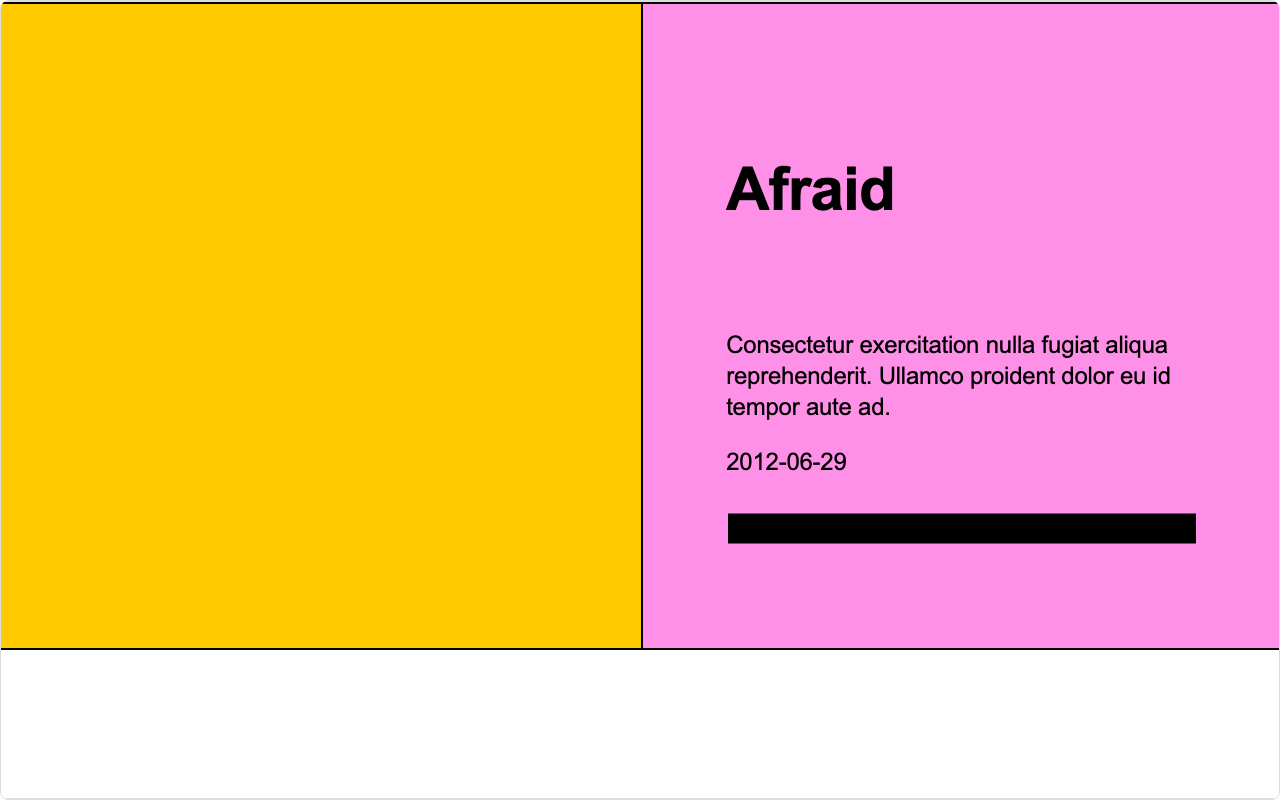 Afraid
Consectetur exercitation nulla fugiat aliqua
reprehenderit. Ullamco proident dolor eu id
tempor aute ad.
2012-06-29